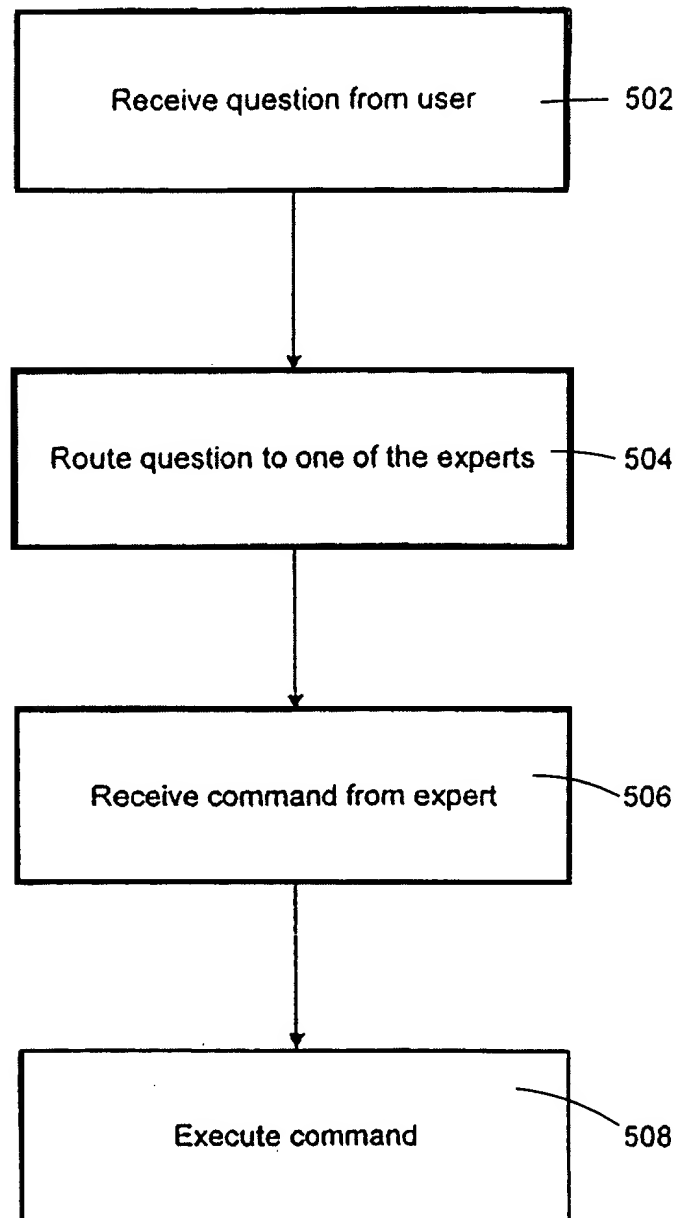 Receive question from user
502
Route question to one of the experts
504
Receive command from expert
506
Execute command
508